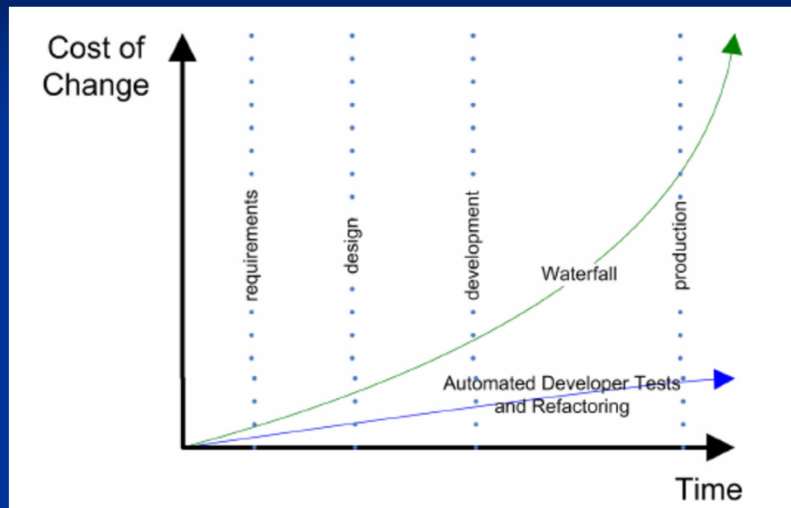 Cost of
Change
requirements
design
development
production
Waterfall
Automated Developer Tests
and Refactoring
Time